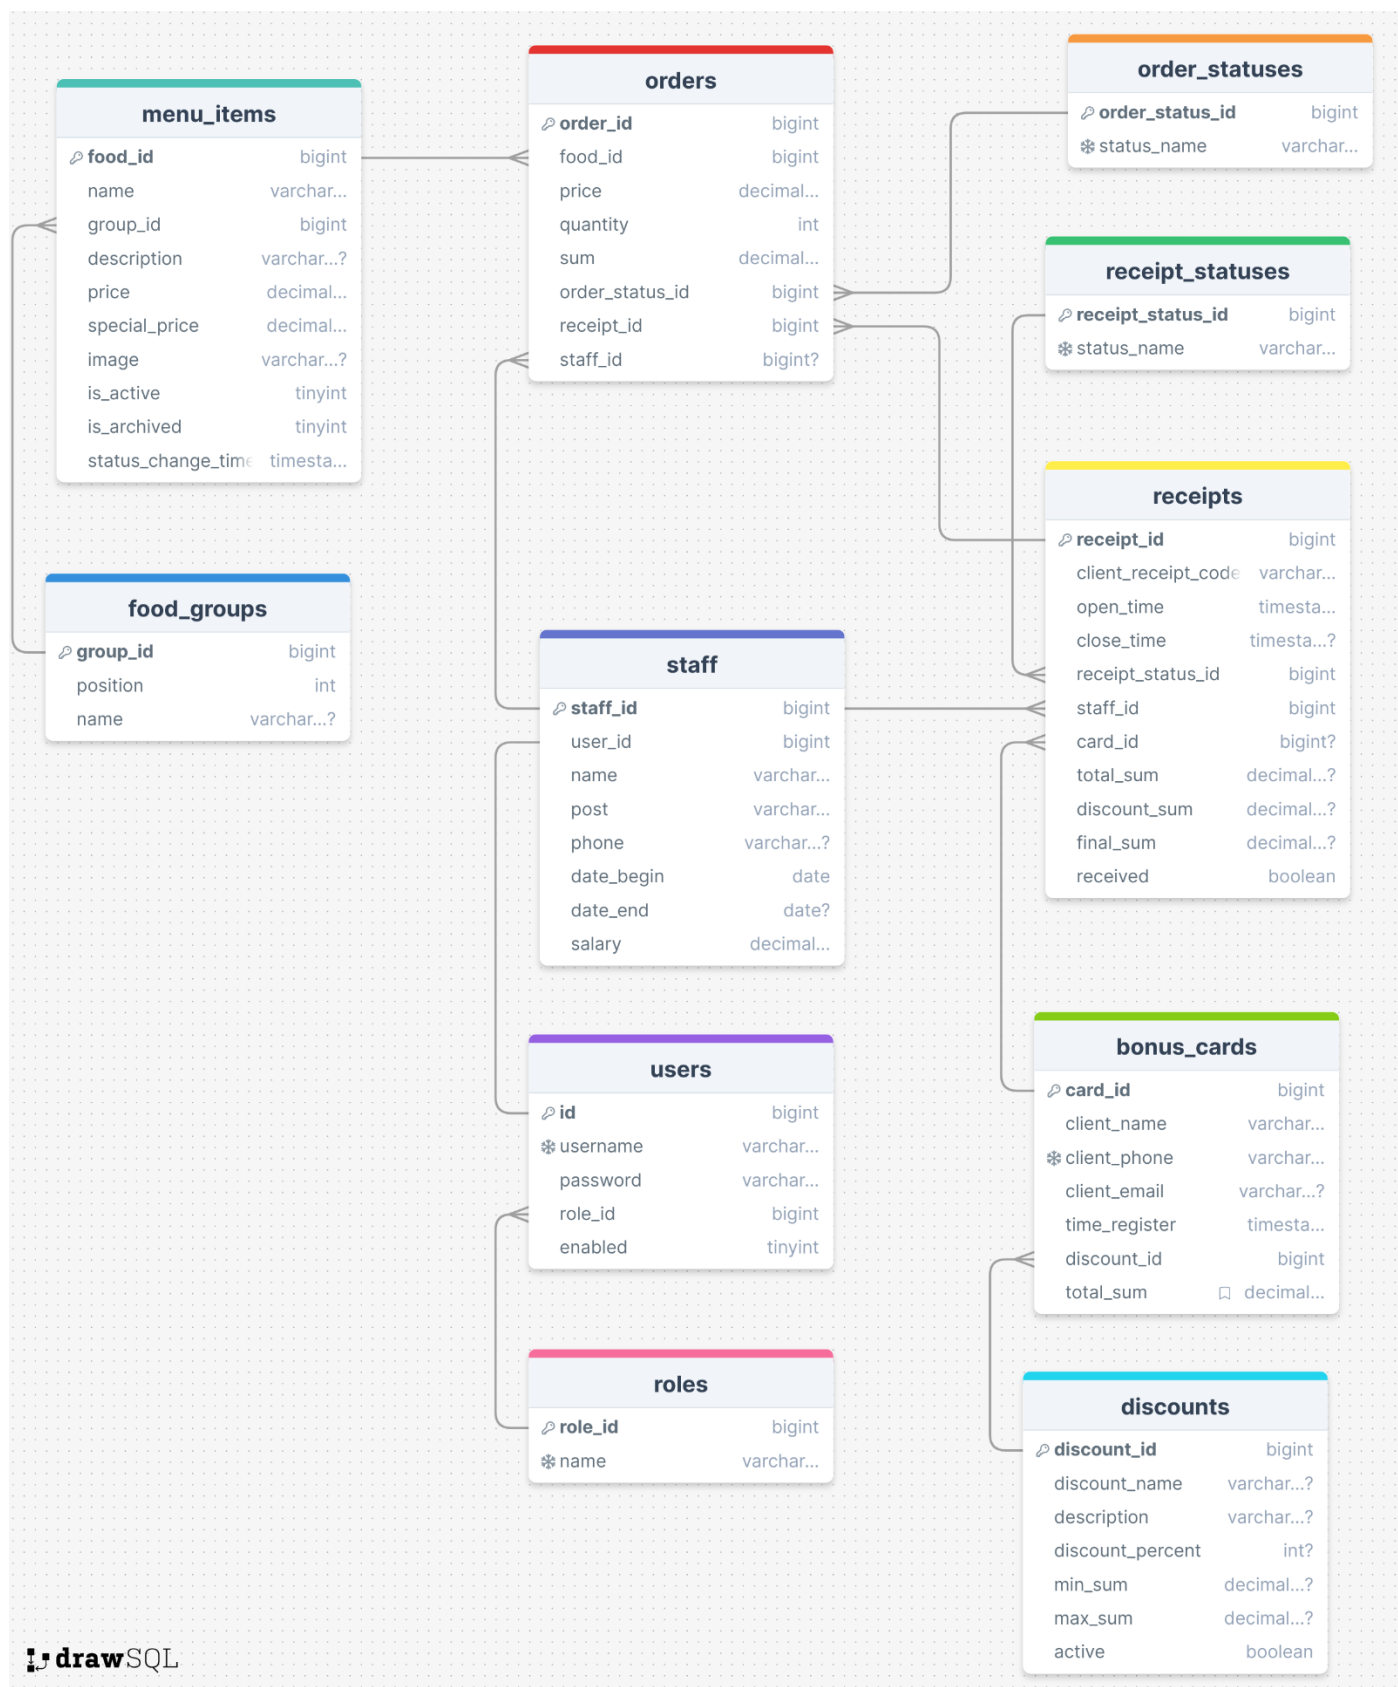 menu_items
food_id bigint
name varchar...
group_id bigint
description varchar...?
price decimal...
special_price decimal...
image varchar...?
is_active tinyint
is_archived tinyint
status_change_time timesta...
food_groups
group_id bigint
position int
name varchar...?
orders
order_id bigint
food_id bigint
price decimal...
quantity int
sum decimal...
order_status_id bigint
receipt_id bigint
staff_id bigint?
staff
staff_id bigint
user_id bigint
name varchar...
post varchar...
phone varchar...?
date_begin date
date_end date?
salary decimal...
users
id bigint
username varchar...
password varchar...
role_id bigint
enabled tinyint
roles
role_id bigint
name varchar...
order_statuses
order_status_id bigint
status_name varchar...
receipt_statuses
receipt_status_id bigint
status_name varchar...
receipts
receipt_id bigint
client_receipt_code varchar...
open_time timesta...
close_time timesta...?
receipt_status_id bigint
staff_id bigint
card_id bigint?
total_sum decimal...?
discount_sum decimal...?
final_sum decimal...?
received boolean
bonus_cards
card_id bigint
client_name varchar...
client_phone varchar...
client_email varchar...?
time_register timesta...
discount_id bigint
total_sum decimal...
discounts
discount_id bigint
discount_name varchar...?
description varchar...?
discount_percent int?
min_sum decimal...?
max_sum decimal...?
active boolean
drawSQL